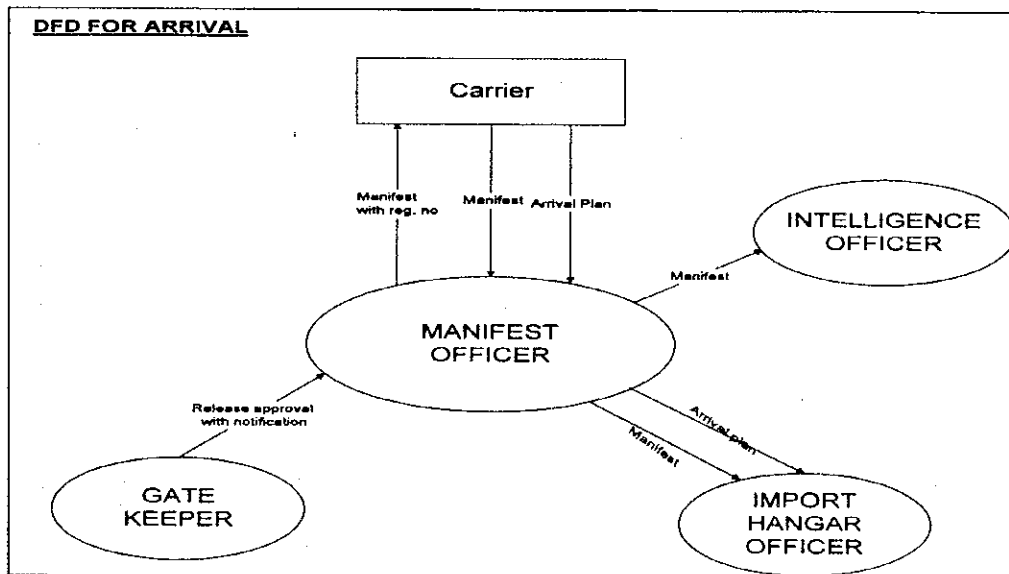 DFD FOR ARRIVAL
Carrier
Manifest
with reg. no
Manifest
Arrival Plan
INTELLIGENCE
OFFICER
Manifest
MANIFEST
OFFICER
Release approval
with notification
Arrival plan
Manifest
GATE
KEEPER
IMPORT
HANGAR
OFFICER